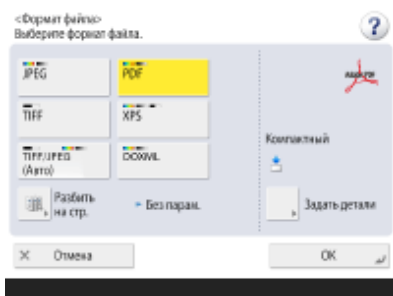 <Формат файла>
Выберите формат файла.
?
JPEG
PDF
TIFF
XPS
Компактный
TIFF/JPEG
(Авто)
OOXML
Разбить
на стр.
Без парам.
Задать детали
Отмена
OK